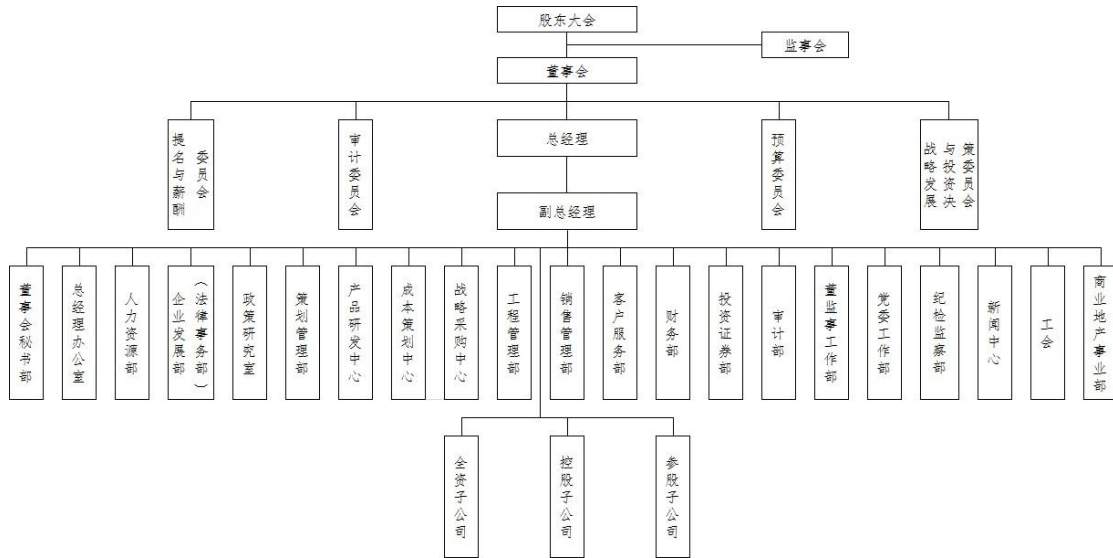 股东大会
监事会
董事会
提名与薪酬
委员会
审计委员会
总经理
预算委员会
战略发展
与投资决
策委员会
副总经理
董事会秘书部
总经理办公室
人力资源部
企业发展部
（法律事务部）
政策研究室
策划管理部
产品研发中心
成本策划中心
战略采购中心
工程管理部
销售管理部
客户服务部
财务部
投资证券部
审计部
董监事工作部
党委工作部
纪检监察部
新闻中心
工会
商业地产事业部
全资子公司
控股子公司
参股子公司